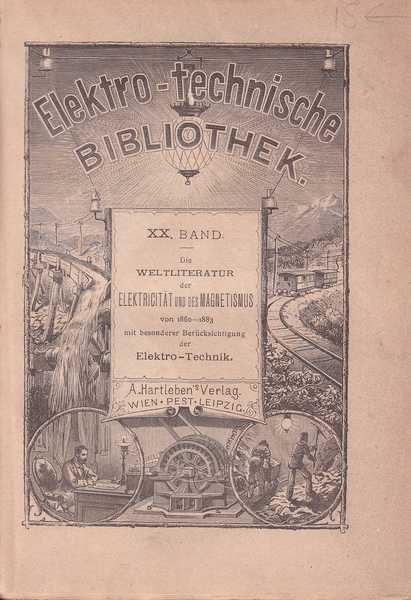 Elektro-technische
BIBLIOTHEK.
XX. BAND.
Die
WELTLITERATUR
der
ELEKTRICITÄT UND DES MAGNETISMUS
von 1860-1883
mit besonderer Berücksichtigung
der
Elektro-Technik.
A. Hartleben's Verlag.
WIEN • PEST • LEIPZIG.